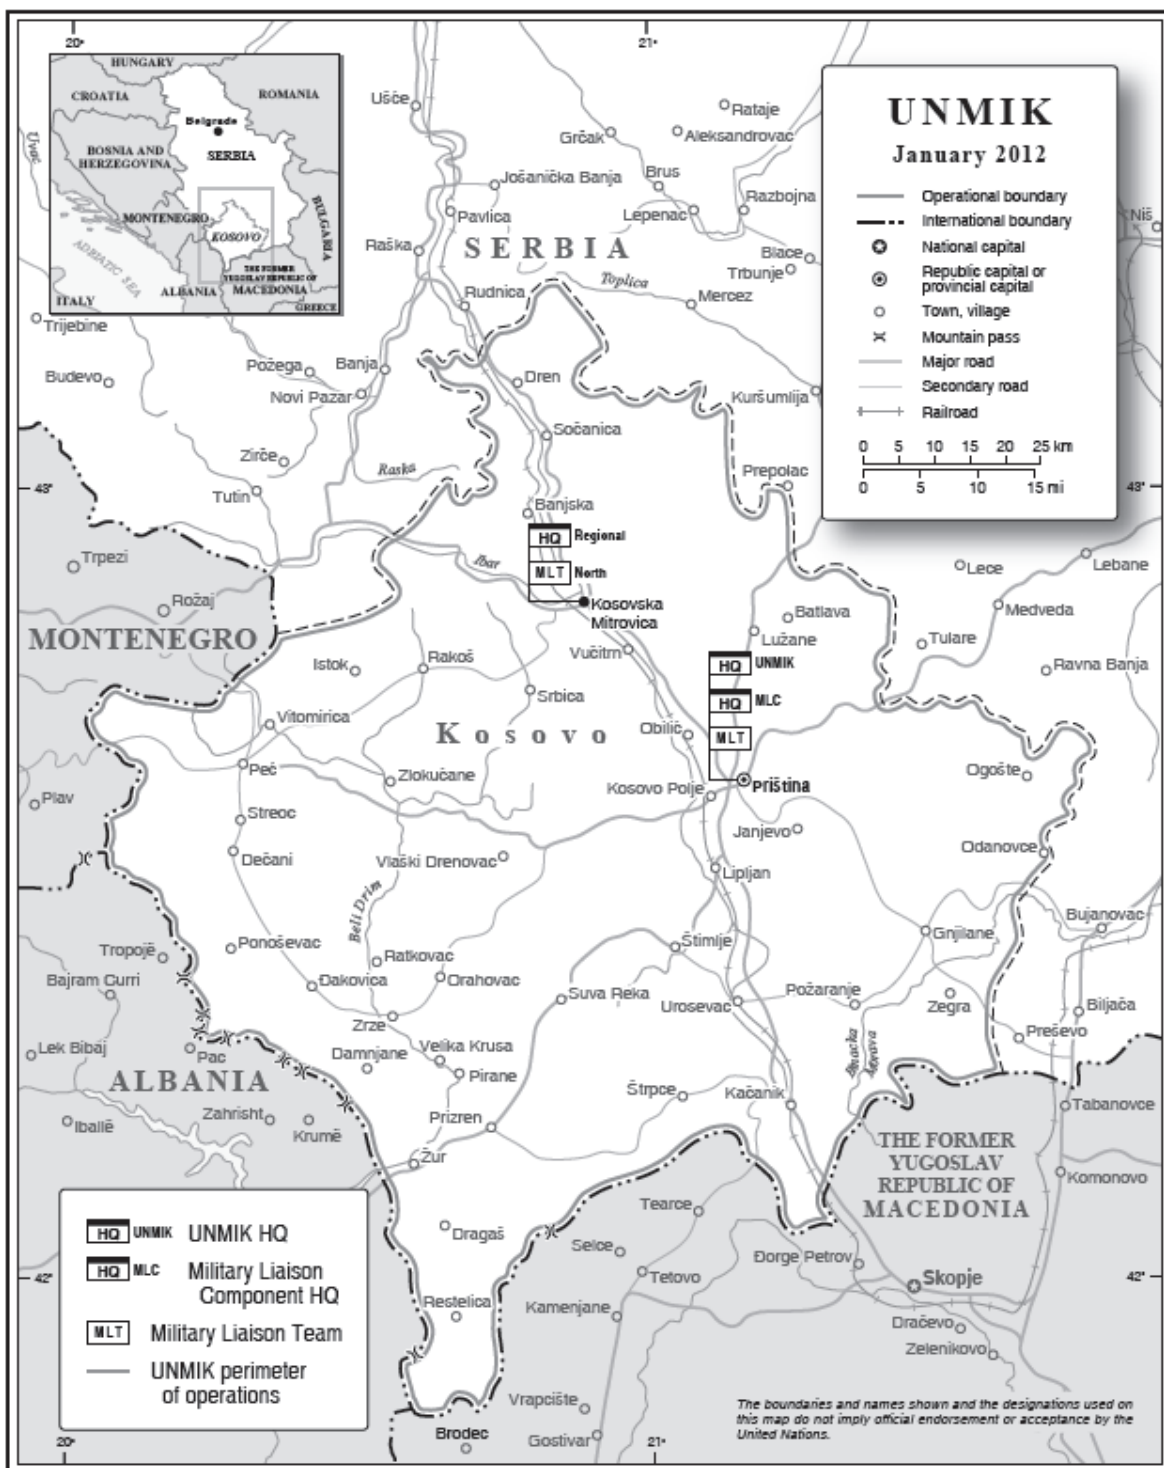 20°
21°
HUNGARY
CROATIA
ROMANIA
Belgrade
BOSNIA AND
HERZEGOVINA
SERBIA
MONTENEGRO
KOSOVO
BULGARIA
ADRIATIC SEA
THE FORMER
YUGOSLAV REPUBLIC OF
MACEDONIA
ALBANIA
ITALY
GREECE
UNMIK
January 2012
Operational boundary
International boundary
National capital
Republic capital or
provincial capital
Town, village
Mountain pass
Major road
Secondary road
Railroad
0 5 10 15 20 25 km
0 5 10 15 mi
Uvac
Ušće
Rataje
Grčak
Aleksandrovac
Jošanička Banja
Brus
Razbojna
Pavlica
Lepenac
Niš
Raška
SERBIA
Blace
Trbunje
Toplica
Rudnica
Mercez
Trijebine
Požega
Banja
Budevo
Dren
Novi Pazar
Kuršumlija
Sočanica
Zirče
Raska
Prepolac
43°
Tutin
43°
Banjska
HQ Regional
Ibar
MLT North
Trpezi
Lece
Lebane
Rožaj
Kosovska
Mitrovica
Batlava
Medveda
MONTENEGRO
Lužane
Tulare
Vučitrn
Istok
Rakoš
HQ UNMIK
Ravna Banja
Srbica
HQ MLC
Vitomirica
Kosovo
Obilić
MLT
Peć
Zlokučane
Ogošte
Plav
Kosovo Polje
Priština
Streoc
Janjevo
Dečani
Vlaški Drenovac
Odanovce
Lipljan
Beli Drim
Bujanovac
Tropojë
Ponoševac
Štimlje
Gnjilane
Ratkovac
Bajram Curri
Đakovica
Orahovac
Suva Reka
Urosevac
Požaranje
Zegra
Biljača
Zrze
Preševo
Lek Bibaj
Pac
Damnjane
Velika Krusa
Morava
ALBANIA
Pirane
Štrpce
Kačanik
Tabanovce
Iballë
Zahrisht
Krumë
Prizren
THE FORMER
YUGOSLAV
REPUBLIC OF
MACEDONIA
Žur
Komonovo
Tearce
Dragaš
Selce
Đorge Petrov
42°
Tetovo
Skopje
42°
Restelica
Kamenjane
Dračevo
Zelenikovo
Vrapcište
Brodec
Gostivar
HQ UNMIK UNMIK HQ
HQ MLC Military Liaison
Component HQ
MLT Military Liaison Team
UNMIK perimeter
of operations
The boundaries and names shown and the designations used on
this map do not imply official endorsement or acceptance by the
United Nations.
20°
21°